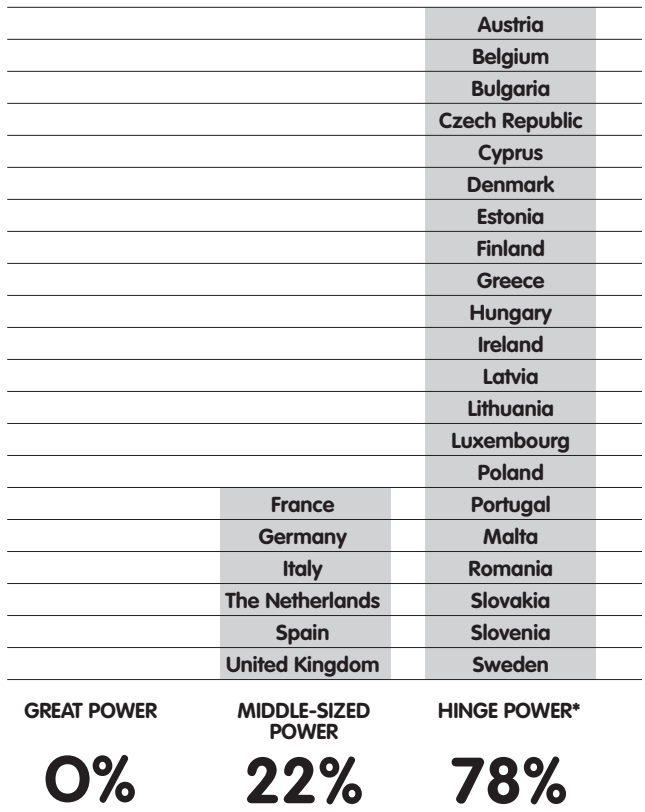 Austria
Belgium
Bulgaria
Czech Republic
Cyprus
Denmark
Estonia
Finland
Greece
Hungary
Ireland
Latvia
Lithuania
Luxembourg
Poland
France Portugal
Germany Malta
Italy Romania
The Netherlands Slovakia
Spain Slovenia
United Kingdom Sweden
GREAT POWER
MIDDLE-SIZED
POWER
HINGE POWER*
0% 22% 78%